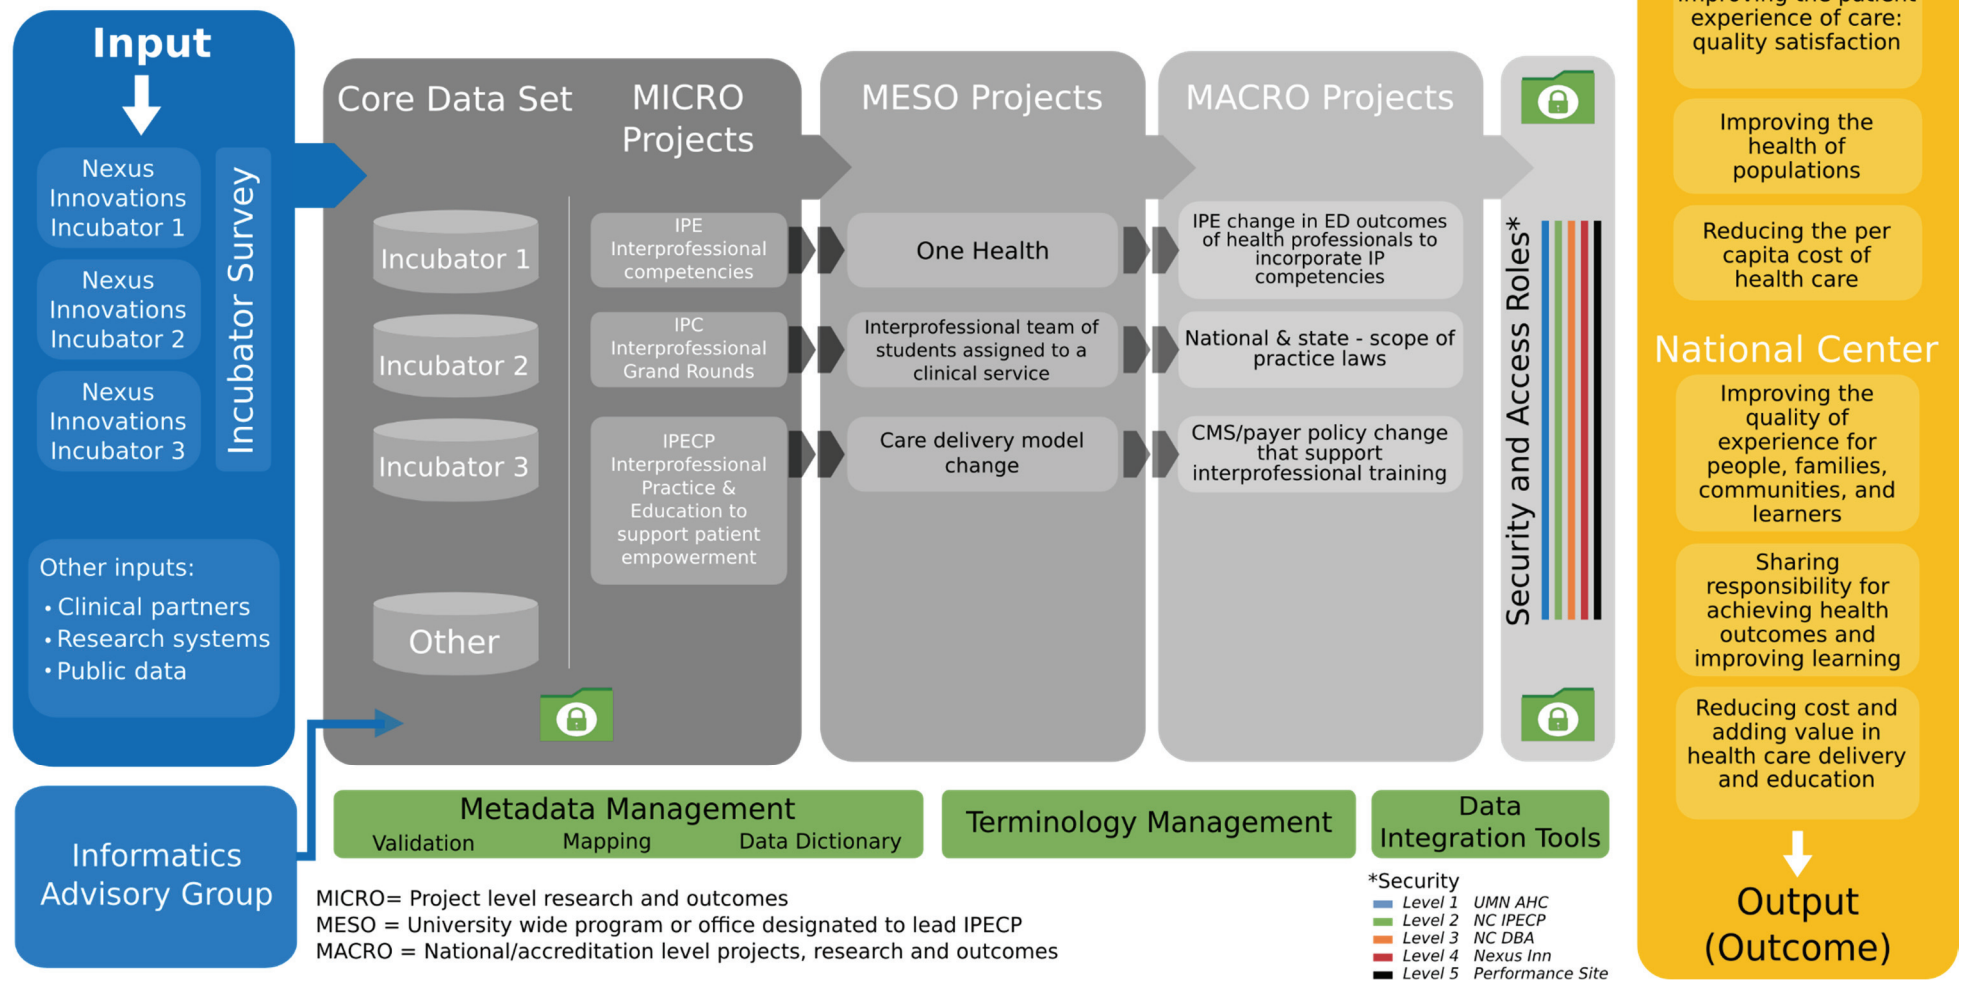 Input
Nexus
Innovations
Incubator 1
Nexus
Innovations
Incubator 2
Nexus
Innovations
Incubator 3
Incubator Survey
Other inputs:
• Clinical partners
• Research systems
• Public data
Informatics
Advisory Group
Core Data Set
Incubator 1
Incubator 2
Incubator 3
Other
MICRO
Projects
IPE
Interprofessional
competencies
IPC
Interprofessional
Grand Rounds
IPECP
Interprofessional
Practice &
Education to
support patient
empowerment
MESO Projects
One Health
Interprofessional team of
students assigned to a
clinical service
Care delivery model
change
MACRO Projects
IPE change in ED outcomes
of health professionals to
incorporate IP
competencies
National & state - scope of
practice laws
CMS/payer policy change
that support
interprofessional training
Security and Access Roles*
Metadata Management
Validation Mapping Data Dictionary
Terminology Management
Data
Integration Tools
MICRO= Project level research and outcomes
MESO = University wide program or office designated to lead IPECP
MACRO = National/accreditation level projects, research and outcomes
*Security
Level 1 UMN AHC
Level 2 NC IPECP
Level 3 NC DBA
Level 4 Nexus Inn
Level 5 Performance Site
Improving the patient
experience of care:
quality satisfaction
Improving the
health of
populations
Reducing the per
capita cost of
health care
National Center
Improving the
quality of
experience for
people, families,
communities, and
learners
Sharing
responsibility for
achieving health
outcomes and
improving learning
Reducing cost and
adding value in
health care delivery
and education
Output
(Outcome)